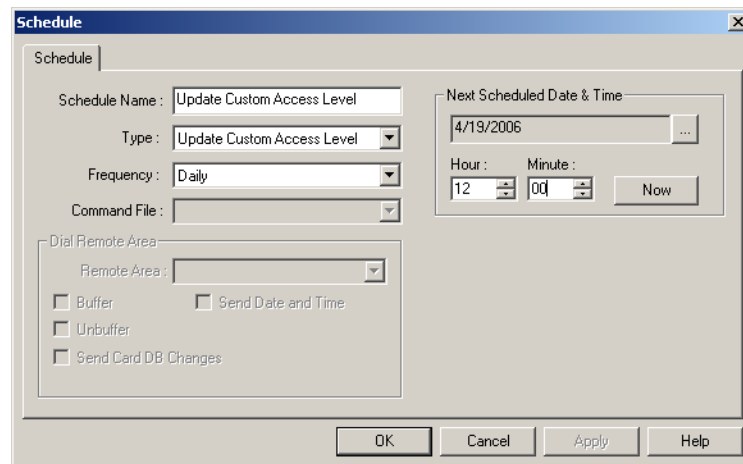 Schedule
Schedule
Schedule Name : Update Custom Access Level
Type : Update Custom Access Level
Frequency : Daily
Command File :
Dial Remote Area
Remote Area :
Buffer Send Date and Time
Unbuffer
Send Card DB Changes
Next Scheduled Date & Time
4/19/2006 ...
Hour : Minute :
12 00 Now
OK Cancel Apply Help